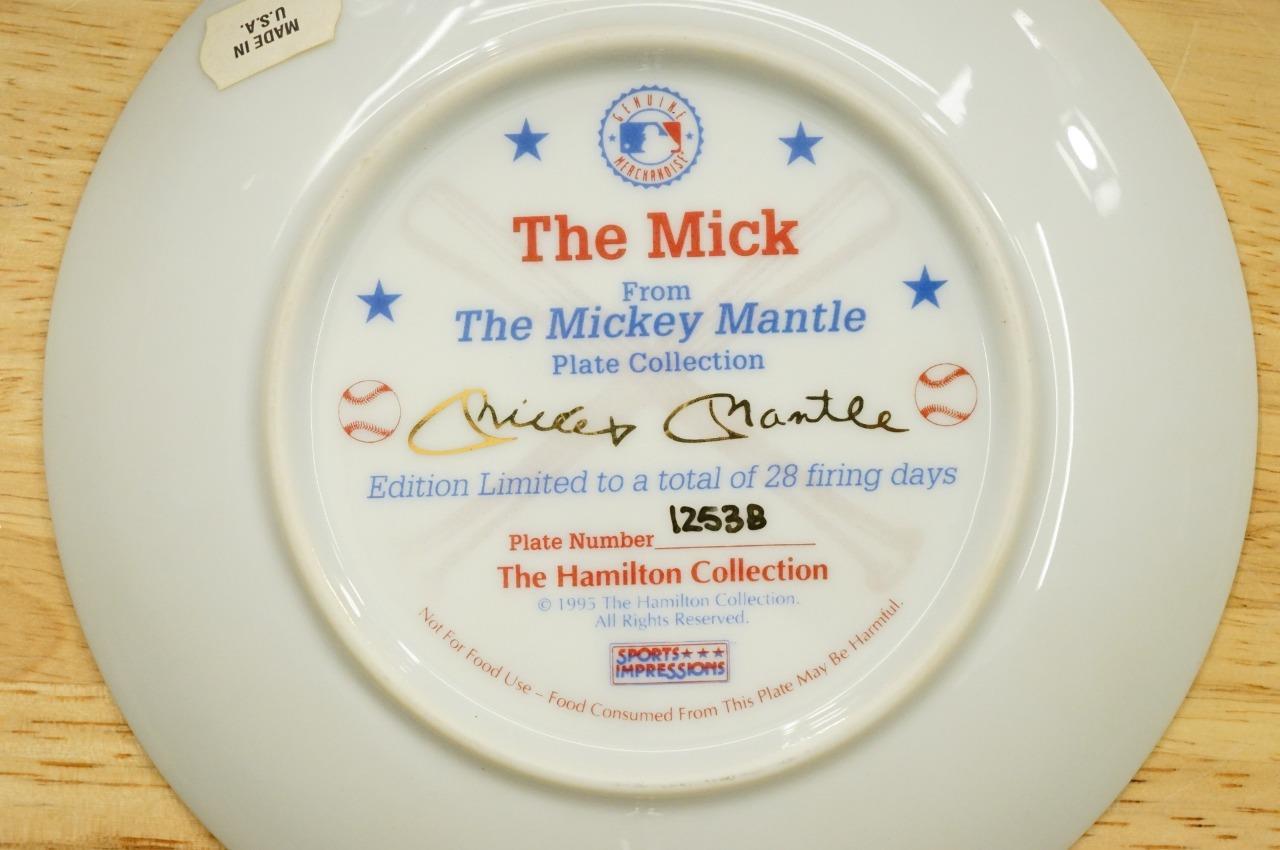 MADE IN
U.S.A.
GENUINE
MERCHANDISE
The Mick
From
The Mickey Mantle
Plate Collection
Mickey Mantle
Edition Limited to a total of 28 firing days
Plate Number 1253B
The Hamilton Collection
© 1995 The Hamilton Collection.
All Rights Reserved.
SPORTS
IMPRESSIONS
Not For Food Use – Food Consumed From This Plate May Be Harmful.